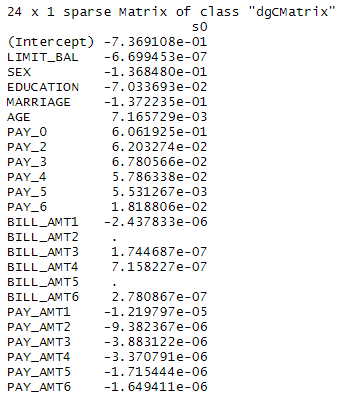 24 x 1 sparse Matrix of class "dgCMatrix"
s0
(Intercept) -7.369108e-01
LIMIT_BAL -6.699453e-07
SEX -1.368480e-01
EDUCATION -7.033693e-02
MARRIAGE -1.372235e-01
AGE 7.165729e-03
PAY_0 6.061925e-01
PAY_2 6.203274e-02
PAY_3 6.780566e-02
PAY_4 5.786338e-02
PAY_5 5.531267e-03
PAY_6 1.818806e-02
BILL_AMT1 -2.437833e-06
BILL_AMT2 .
BILL_AMT3 1.744687e-07
BILL_AMT4 7.158227e-07
BILL_AMT5 .
BILL_AMT6 2.780867e-07
PAY_AMT1 -1.219797e-05
PAY_AMT2 -9.382367e-06
PAY_AMT3 -3.883122e-06
PAY_AMT4 -3.370791e-06
PAY_AMT5 -1.715444e-06
PAY_AMT6 -1.649411e-06